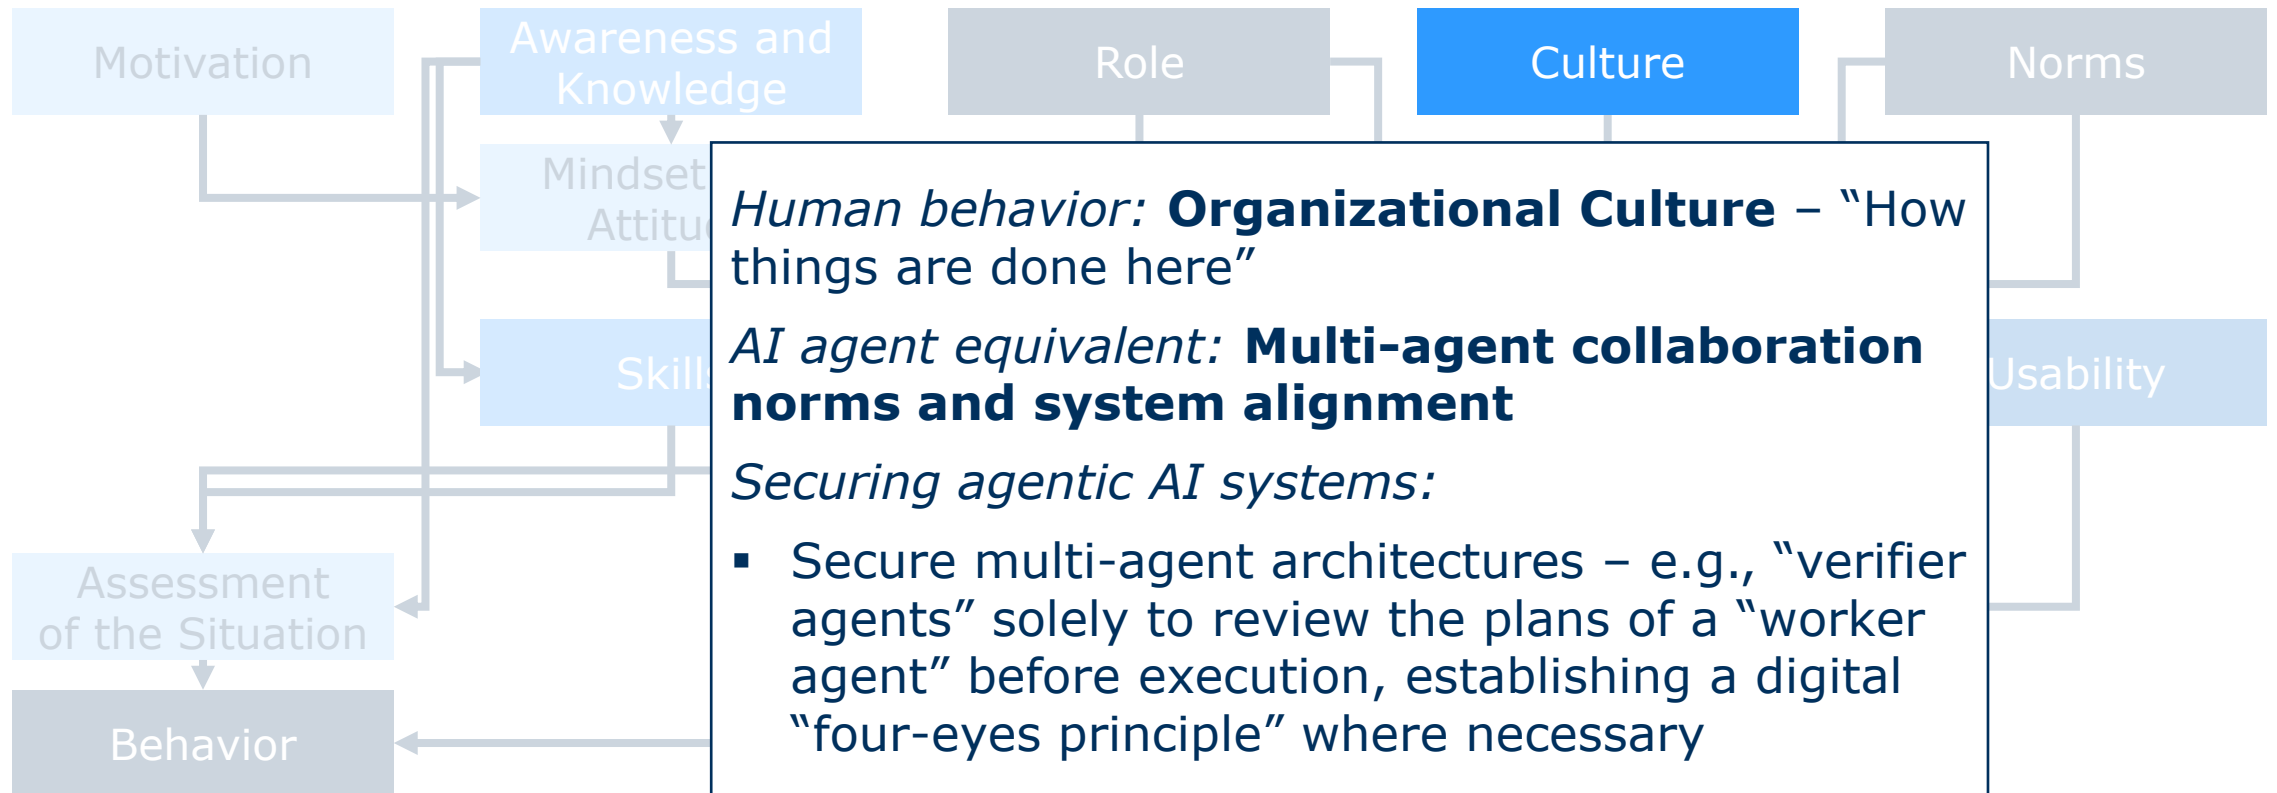 Motivation
Awareness and
Knowledge
Role
Culture
Norms
Mindset
Attitu
Skills
Usability
Assessment
of the Situation
Behavior
Human behavior: Organizational Culture – “How
things are done here”
AI agent equivalent: Multi-agent collaboration
norms and system alignment
Securing agentic AI systems:
▪ Secure multi-agent architectures – e.g., “verifier
agents” solely to review the plans of a “worker
agent” before execution, establishing a digital
“four-eyes principle” where necessary